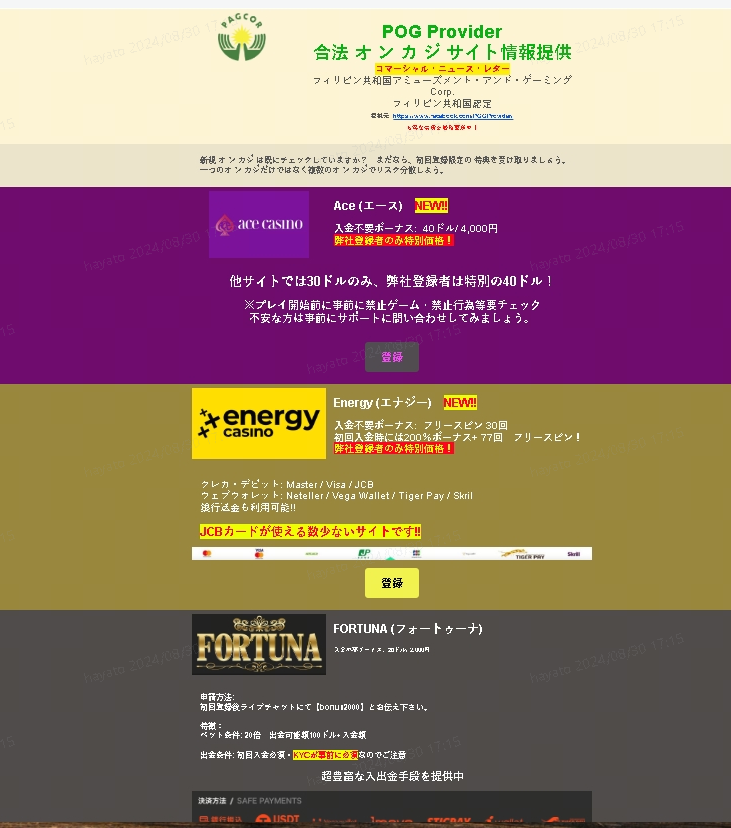 PAGCOR
POG Provider
合法 オ ン カ ジ サイト情報提供
コマーシャル・ニュース・レター
フィリピン共和国アミューズメント・アンド・ゲーミング
Corp.
フィリピン共和国認定
提供元: https://www.facebook.com/POGProvider/
新規 オ ン カ ジ は既にチェックしていますか？ まだなら、初回登録限定の 特典を受け取りましょう。
一つのオ ン カ ジだけではなく複数のオ ン カ ジでリスク分散しよう。
ace casino
Ace (エース) NEW!!
入金不要ボーナス: 40ドル/ 4,000円
弊社登録者のみ特別価格！
他サイトでは30ドルのみ、弊社登録者は特別の40ドル！
※プレイ開始前に事前に禁止ゲーム・禁止行為等要チェック
不安な方は事前にサポートに問い合わせしてみましょう。
登録
energy
casino
Energy (エナジー) NEW!!
入金不要ボーナス: フリースピン 30回
初回入金時には200%ボーナス+ 77回 フリースピン！
弊社登録者のみ特別価格！
クレカ・デビット: Master / Visa / JCB
ウェブウォレット: Neteller / Vega Wallet / Tiger Pay / Skril
銀行送金も利用可能!!
JCBカードが使える数少ないサイトです!!
VISA
TIGER PAY
Skrill
登録
FORTUNA
FORTUNA (フォートゥーナ)
入金不要ボーナス: 20ドル/ 2,000円
申請方法:
初回登録後ライブチャットにて【bonus2000】とお伝え下さい。
特徴：
ベット条件: 20倍 出金可能額100ドル+ 入金額
出金条件: 初回入金必須・KYCが事前に必須なのでご注意
超豊富な入出金手段を提供中
決済方法 / SAFE PAYMENTS
銀行振込 USDT STICPAY
hayato 2024/08/30 17:15